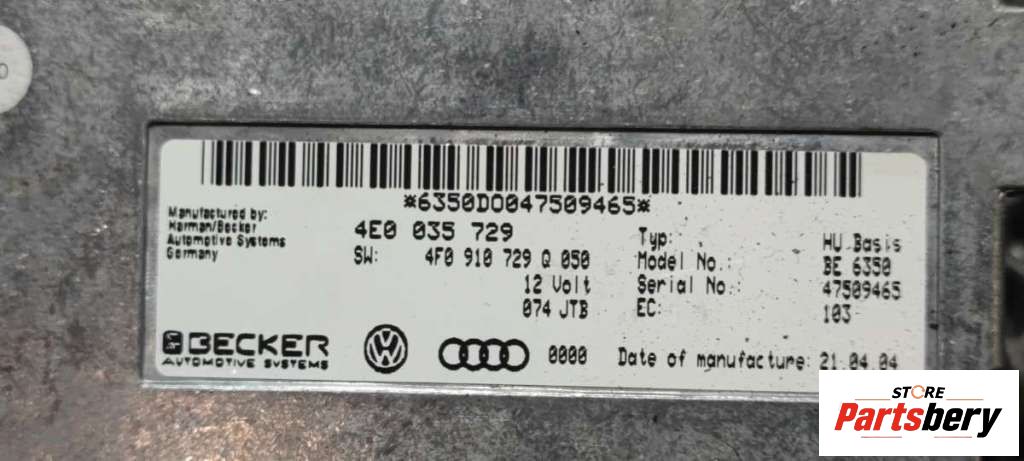 *6350DO047509465*
Manufactured by:
Harman/Becker
Automotive Systems
Germany
4E0 035 729
SW: 4F0 910 729 Q 050
12 Volt
074 JTB
Typ: HU Basis
Model No.: BE 6350
Serial No.: 47509465
EC: 103
BECKER
AUTOMOTIVE SYSTEMS
0000
Date of manufacture: 21.04.04
STORE
Partsbery